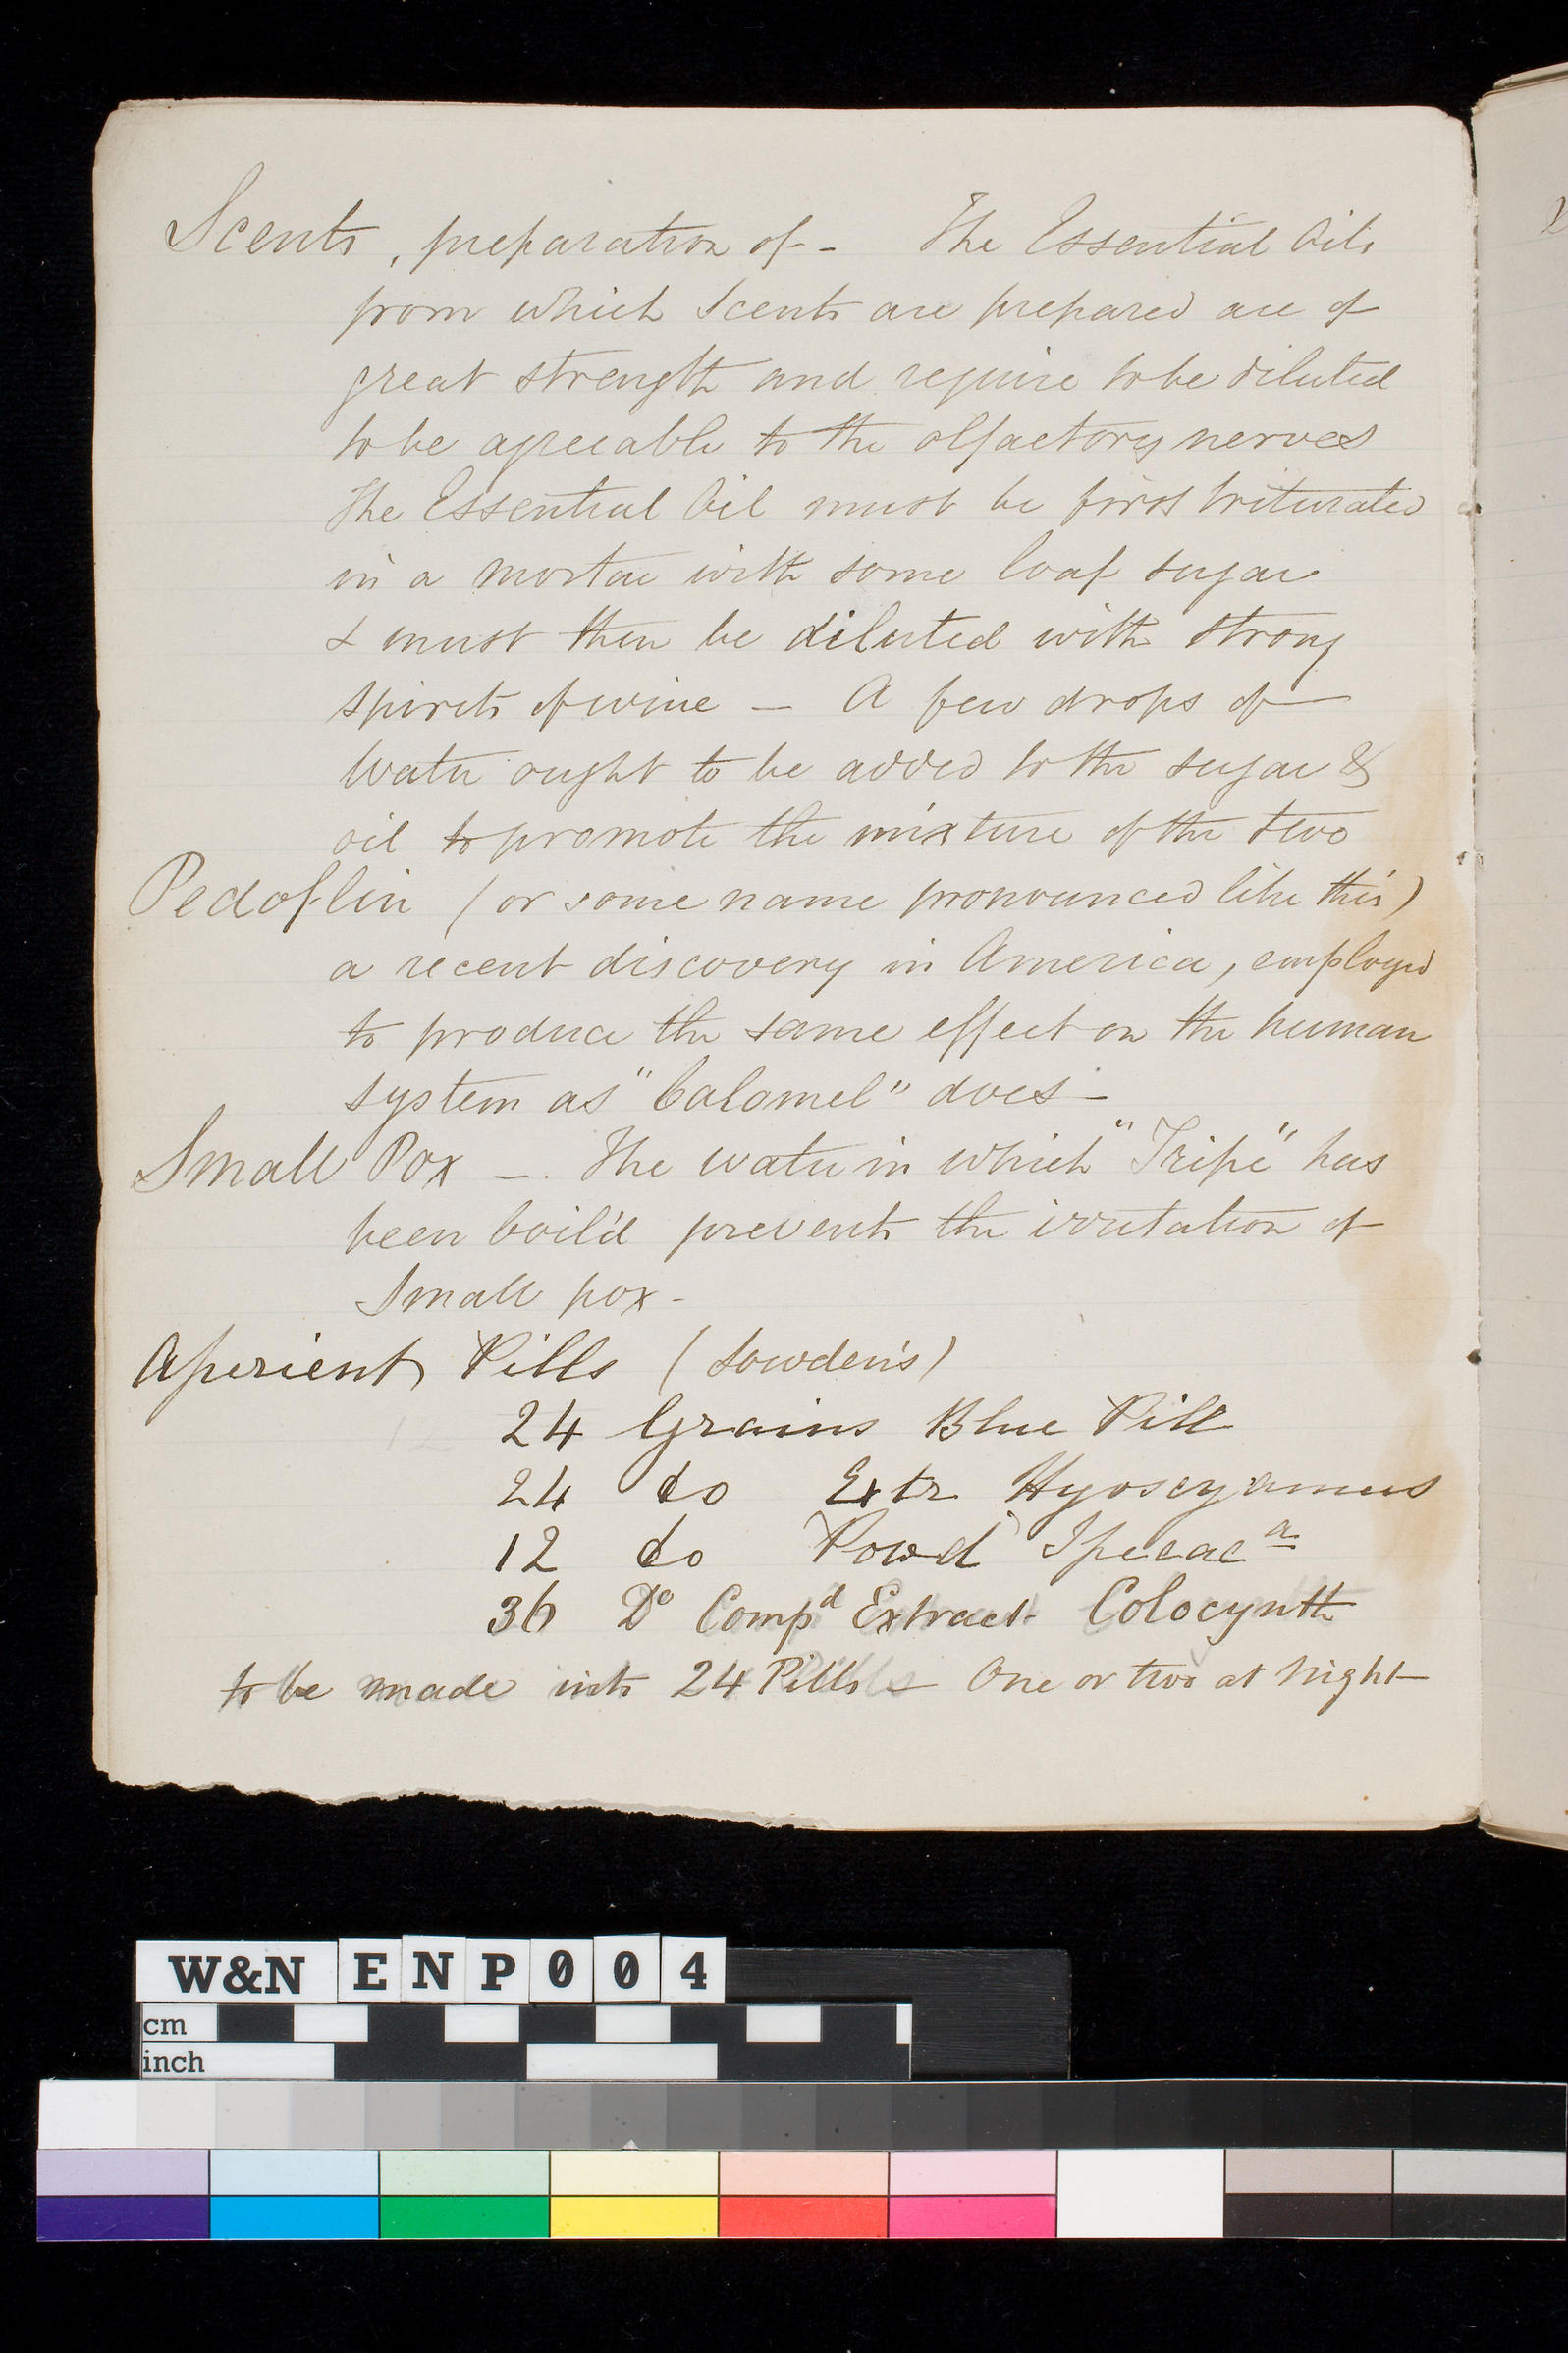 Scents, preparation of - The Essential Oils
from which Scents are prepared are of
great strength and require to be diluted
to be agreeable to the olfactory nerves
The Essential Oil must be first triturated
in a mortar with some loaf sugar
& must then be diluted with strong
spirits of wine - A few drops of
Water ought to be added to the sugar &
oil to promote the mixture of the two
Pedoflin (or some name pronounced like this)
a recent discovery in America, employed
to produce the same effect on the human
system as "Calomel" does -
Small Pox -. The water in which "Tripe" has
been boil'd prevents the irritation of
Small pox -
Aperient Pills (Lowden's)
24 Grains Blue Pill
24 do Extr Hyoscyamus
12 do Powd Ipecac a
36 Do Compd Extract Colocynth
to be made into 24 Pills - One or two at night
W&N ENP004
cm
inch